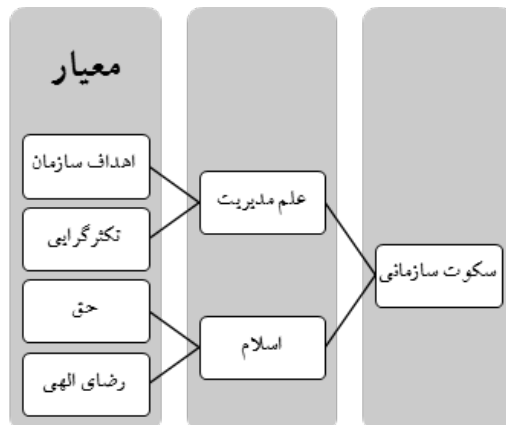 معیار
سکوت سازمانی
علم مدیریت
اسلام
اهداف سازمان
تکثرگرایی
حق
رضای الهی